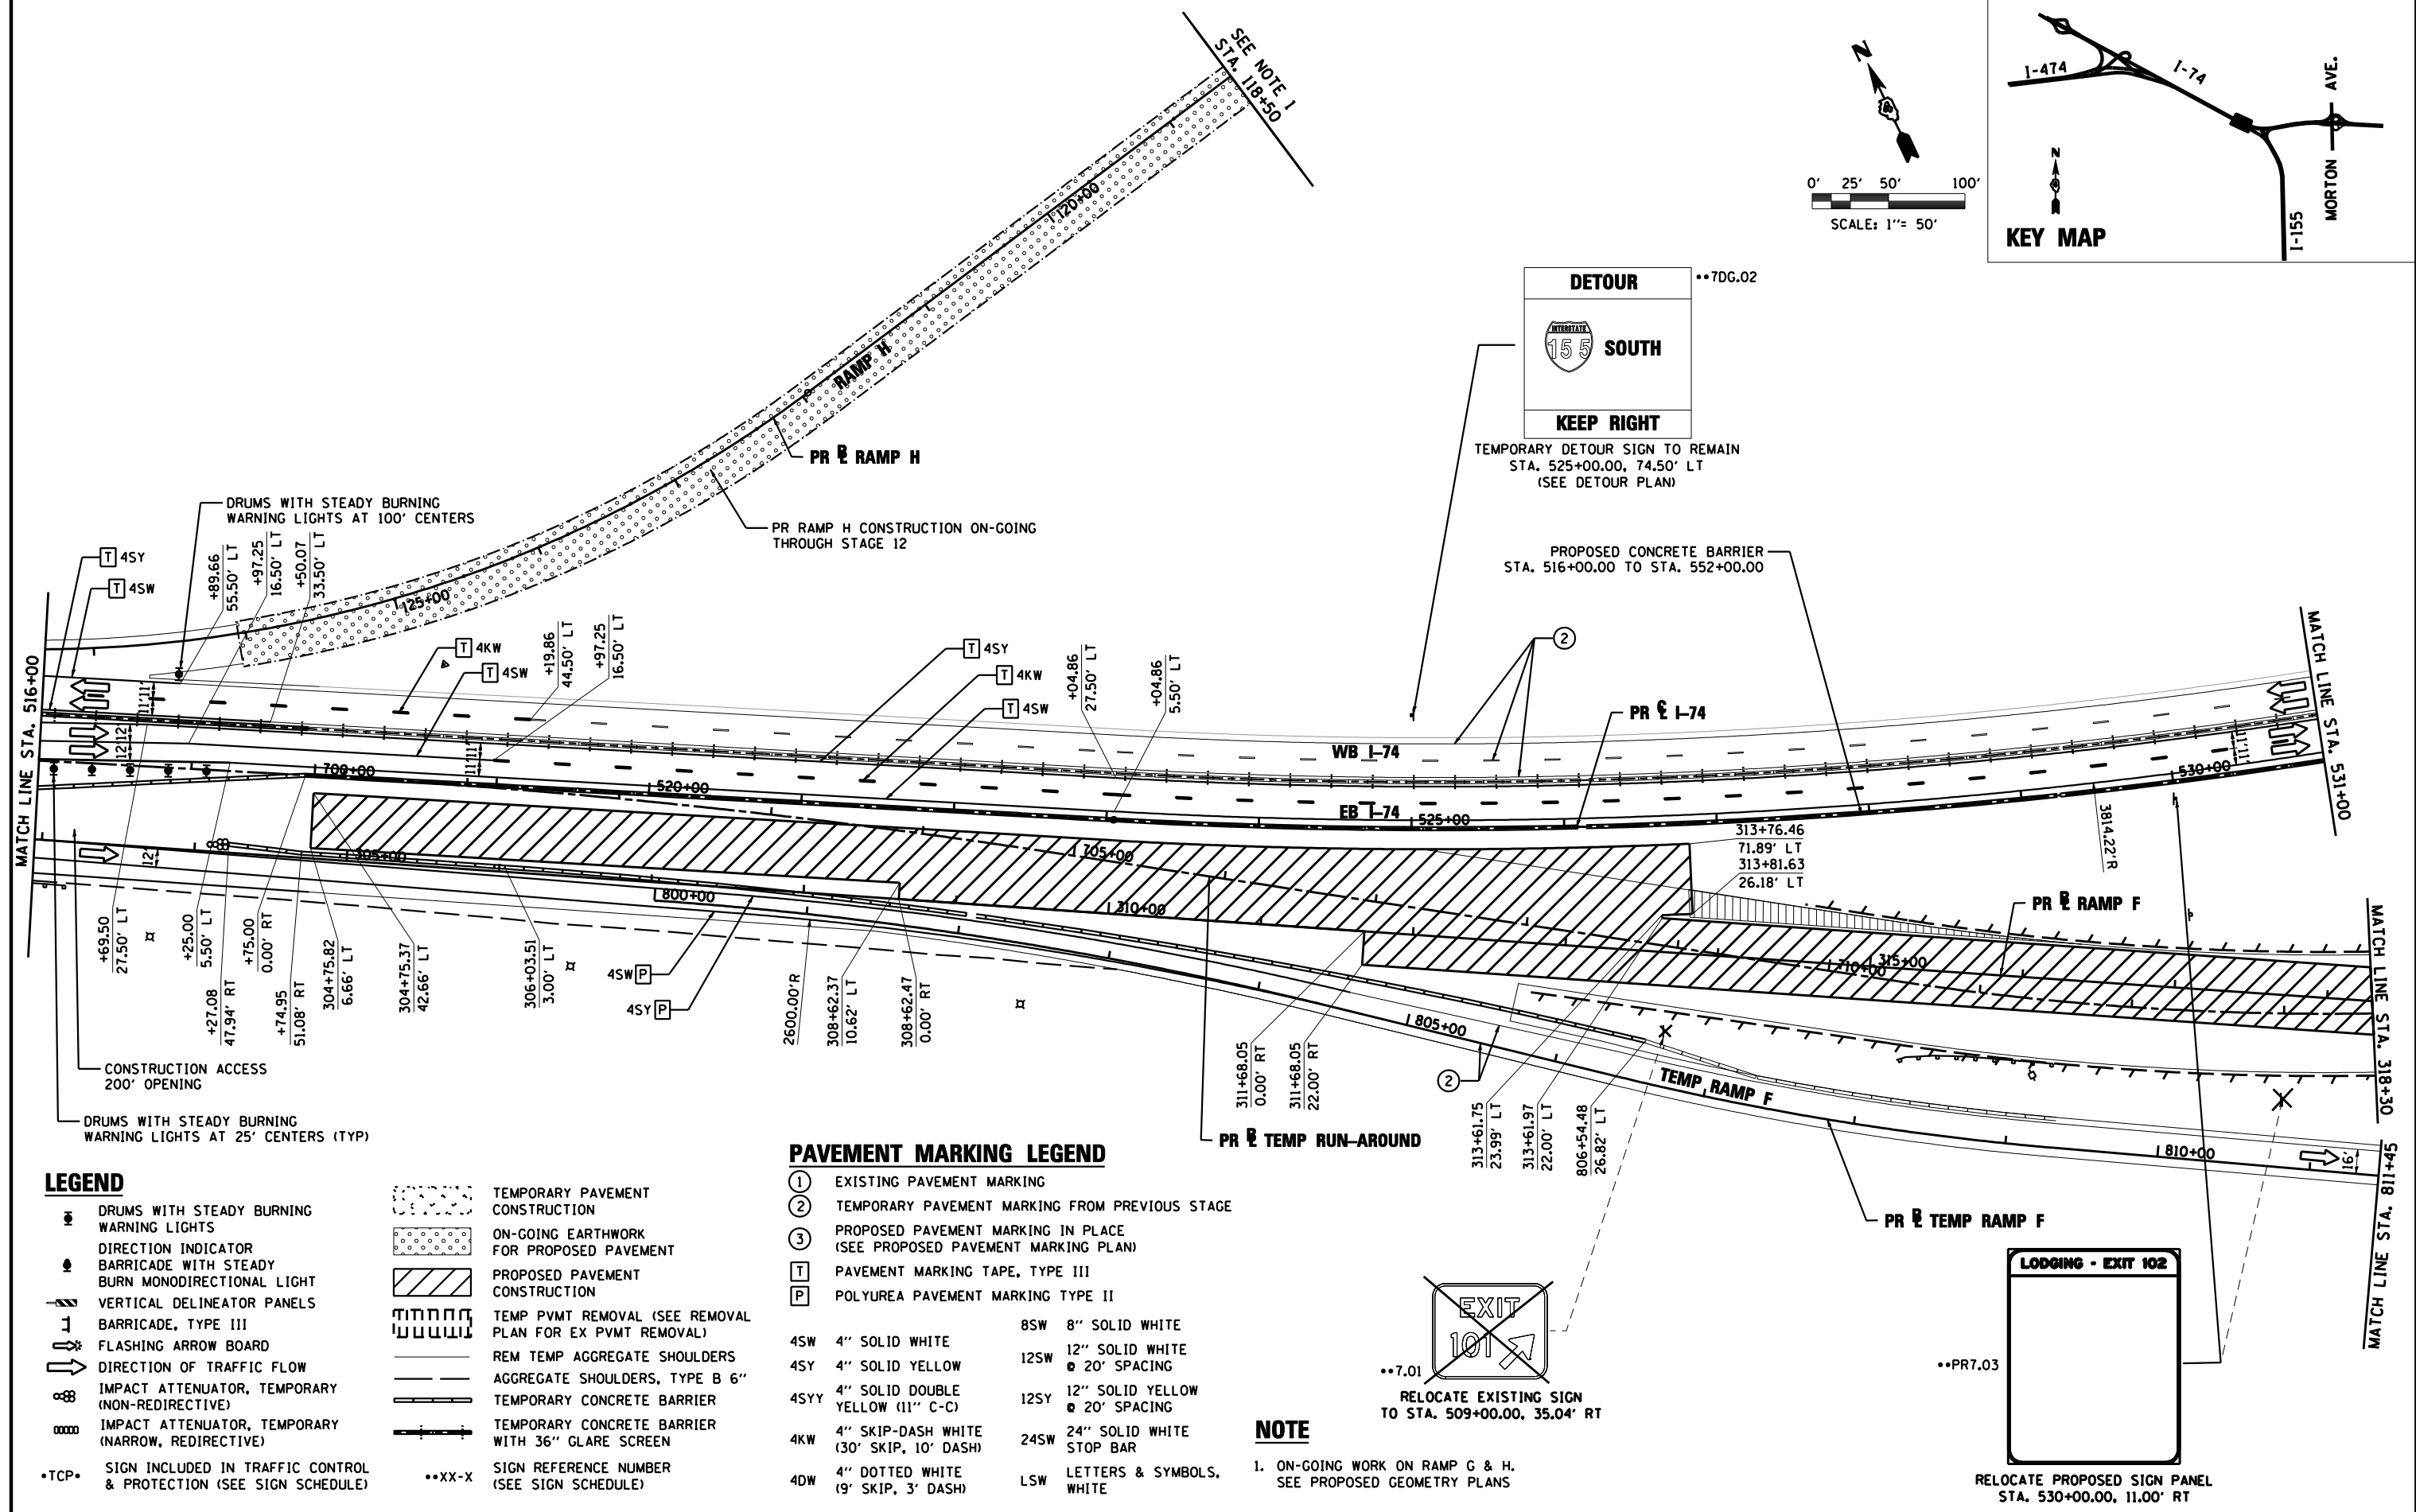 SEE NOTE 1
STA. 118+50
N
0' 25' 50' 100'
SCALE: 1"= 50'
I-474
I-74
MORTON AVE.
I-155
N
KEY MAP
120+00
RAMP H
PR BL RAMP H
PR RAMP H CONSTRUCTION ON-GOING
THROUGH STAGE 12
125+00
DETOUR
INTERSTATE
155
SOUTH
KEEP RIGHT
••7DG.02
TEMPORARY DETOUR SIGN TO REMAIN
STA. 525+00.00, 74.50' LT
(SEE DETOUR PLAN)
DRUMS WITH STEADY BURNING
WARNING LIGHTS AT 100' CENTERS
T 4SY
T 4SW
+89.66
55.50' LT
+97.25
16.50' LT
+50.07
33.50' LT
T 4KW
T 4SW
+19.86
44.50' LT
+97.25
16.50' LT
T 4SY
T 4KW
T 4SW
+04.86
27.50' LT
+04.86
5.50' LT
PROPOSED CONCRETE BARRIER
STA. 516+00.00 TO STA. 552+00.00
2
PR CL I-74
MATCH LINE STA. 516+00
MATCH LINE STA. 531+00
11' 11'
12' 12'
11' 11'
11' 11'
WB I-74
EB I-74
700+00
520+00
525+00
530+00
3814.22'R
12'
305+00
705+00
800+00
310+00
313+76.46
71.89' LT
313+81.63
26.18' LT
PR BL RAMP F
710+00
315+00
MATCH LINE STA. 318+30
+69.50
27.50' LT
+25.00
5.50' LT
+27.08
47.94' RT
+75.00
0.00' RT
+74.95
51.08' RT
304+75.82
6.66' LT
304+75.37
42.66' LT
306+03.51
3.00' LT
4SW P
4SY P
2600.00'R
308+62.37
10.62' LT
308+62.47
0.00' RT
311+68.05
0.00' RT
311+68.05
22.00' RT
805+00
2
TEMP RAMP F
313+61.75
23.99' LT
313+61.97
22.00' LT
806+54.48
26.82' LT
810+00
16'
MATCH LINE STA. 811+45
CONSTRUCTION ACCESS
200' OPENING
DRUMS WITH STEADY BURNING
WARNING LIGHTS AT 25' CENTERS (TYP)
PR BL TEMP RUN-AROUND
PR BL TEMP RAMP F
LEGEND
DRUMS WITH STEADY BURNING
WARNING LIGHTS
DIRECTION INDICATOR
BARRICADE WITH STEADY
BURN MONODIRECTIONAL LIGHT
VERTICAL DELINEATOR PANELS
BARRICADE, TYPE III
FLASHING ARROW BOARD
DIRECTION OF TRAFFIC FLOW
IMPACT ATTENUATOR, TEMPORARY
(NON-REDIRECTIVE)
IMPACT ATTENUATOR, TEMPORARY
(NARROW, REDIRECTIVE)
•TCP• SIGN INCLUDED IN TRAFFIC CONTROL
& PROTECTION (SEE SIGN SCHEDULE)
TEMPORARY PAVEMENT
CONSTRUCTION
ON-GOING EARTHWORK
FOR PROPOSED PAVEMENT
PROPOSED PAVEMENT
CONSTRUCTION
TEMP PVMT REMOVAL (SEE REMOVAL
PLAN FOR EX PVMT REMOVAL)
REM TEMP AGGREGATE SHOULDERS
AGGREGATE SHOULDERS, TYPE B 6"
TEMPORARY CONCRETE BARRIER
TEMPORARY CONCRETE BARRIER
WITH 36" GLARE SCREEN
••XX-X SIGN REFERENCE NUMBER
(SEE SIGN SCHEDULE)
PAVEMENT MARKING LEGEND
1 EXISTING PAVEMENT MARKING
2 TEMPORARY PAVEMENT MARKING FROM PREVIOUS STAGE
3 PROPOSED PAVEMENT MARKING IN PLACE
(SEE PROPOSED PAVEMENT MARKING PLAN)
T PAVEMENT MARKING TAPE, TYPE III
P POLYUREA PAVEMENT MARKING TYPE II
4SW 4" SOLID WHITE
4SY 4" SOLID YELLOW
4SYY 4" SOLID DOUBLE
YELLOW (11" C-C)
4KW 4" SKIP-DASH WHITE
(30' SKIP, 10' DASH)
4DW 4" DOTTED WHITE
(9' SKIP, 3' DASH)
8SW 8" SOLID WHITE
12SW 12" SOLID WHITE
@ 20' SPACING
12SY 12" SOLID YELLOW
@ 20' SPACING
24SW 24" SOLID WHITE
STOP BAR
LSW LETTERS & SYMBOLS,
WHITE
NOTE
1. ON-GOING WORK ON RAMP G & H.
SEE PROPOSED GEOMETRY PLANS
EXIT
101
••7.01
RELOCATE EXISTING SIGN
TO STA. 509+00.00, 35.04' RT
LODGING - EXIT 102
••PR7.03
RELOCATE PROPOSED SIGN PANEL
STA. 530+00.00, 11.00' RT